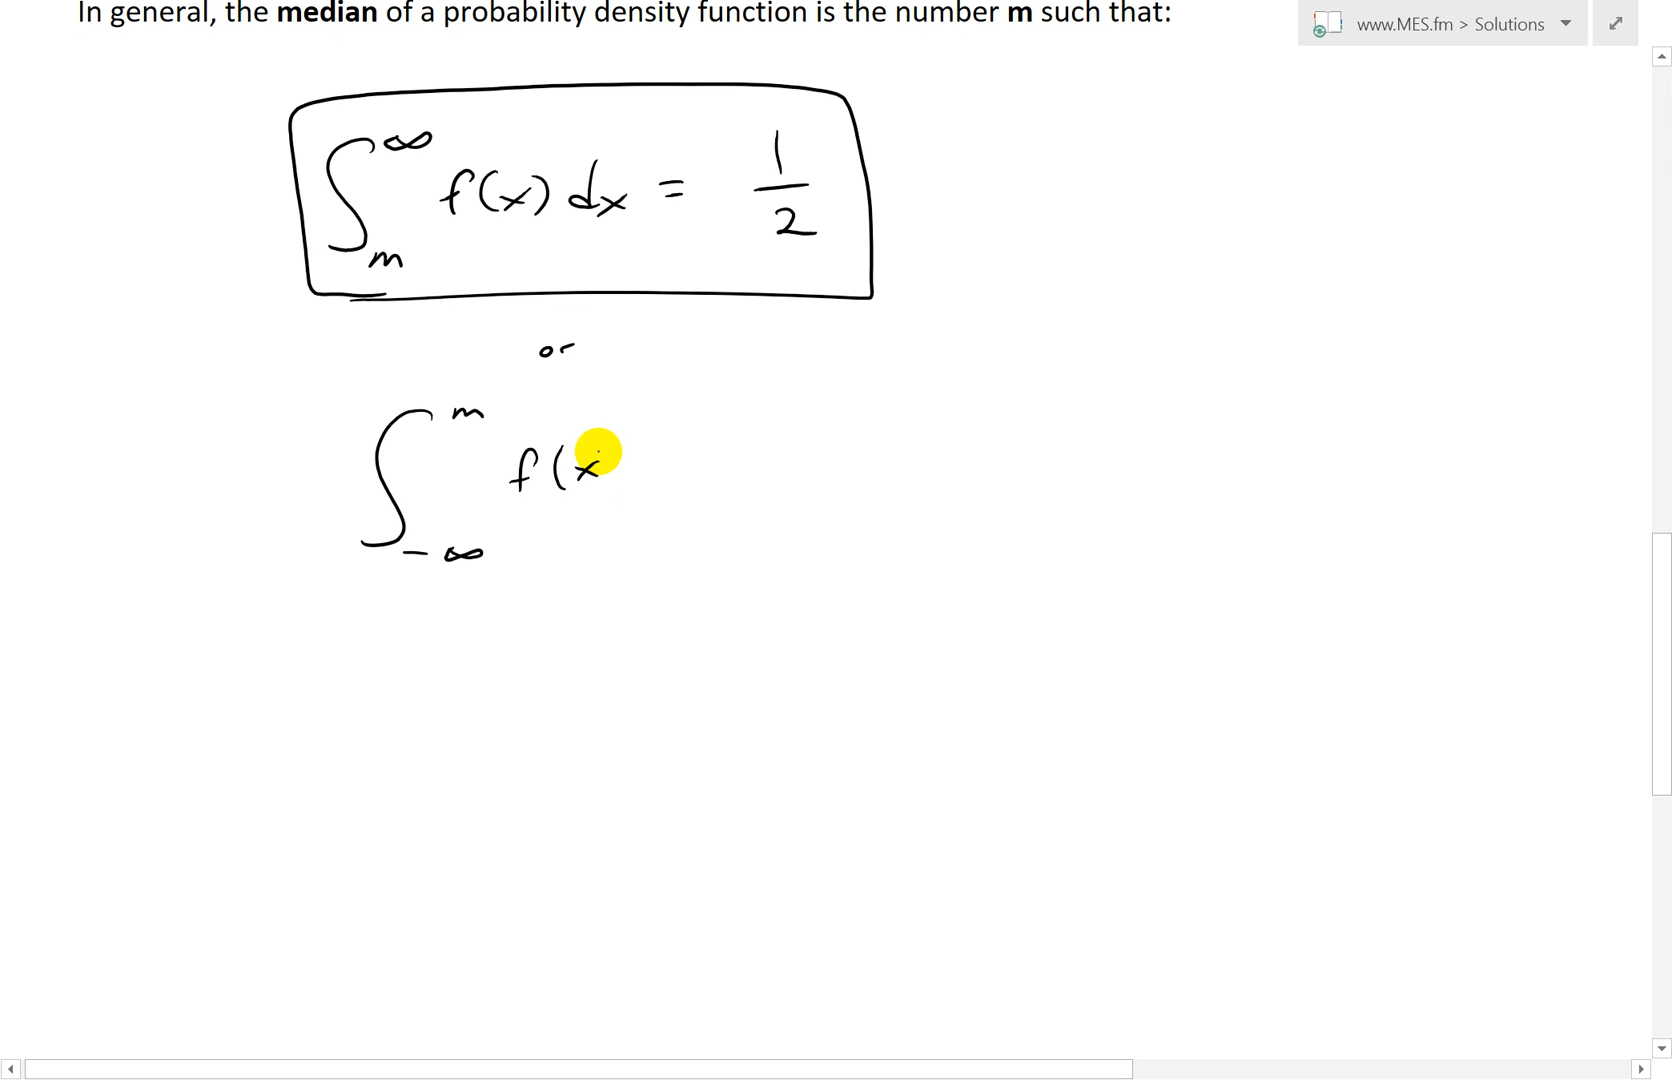 In general, the median of a probability density function is the number m such that:
www.MES.fm > Solutions
∫_m^∞ f(x) dx = 1/2
or
∫_{-∞}^m f(x